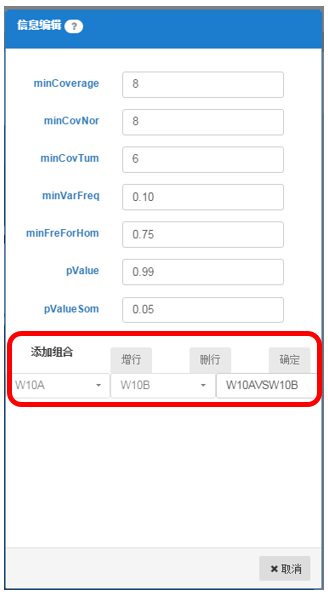 信息编辑 ?
minCoverage 8
minCovNor 8
minCovTum 6
minVarFreq 0.10
minFreForHom 0.75
pValue 0.99
pValueSom 0.05
添加组合 增行 删行 确定
W10A W10B W10AVSW10B
✖ 取消